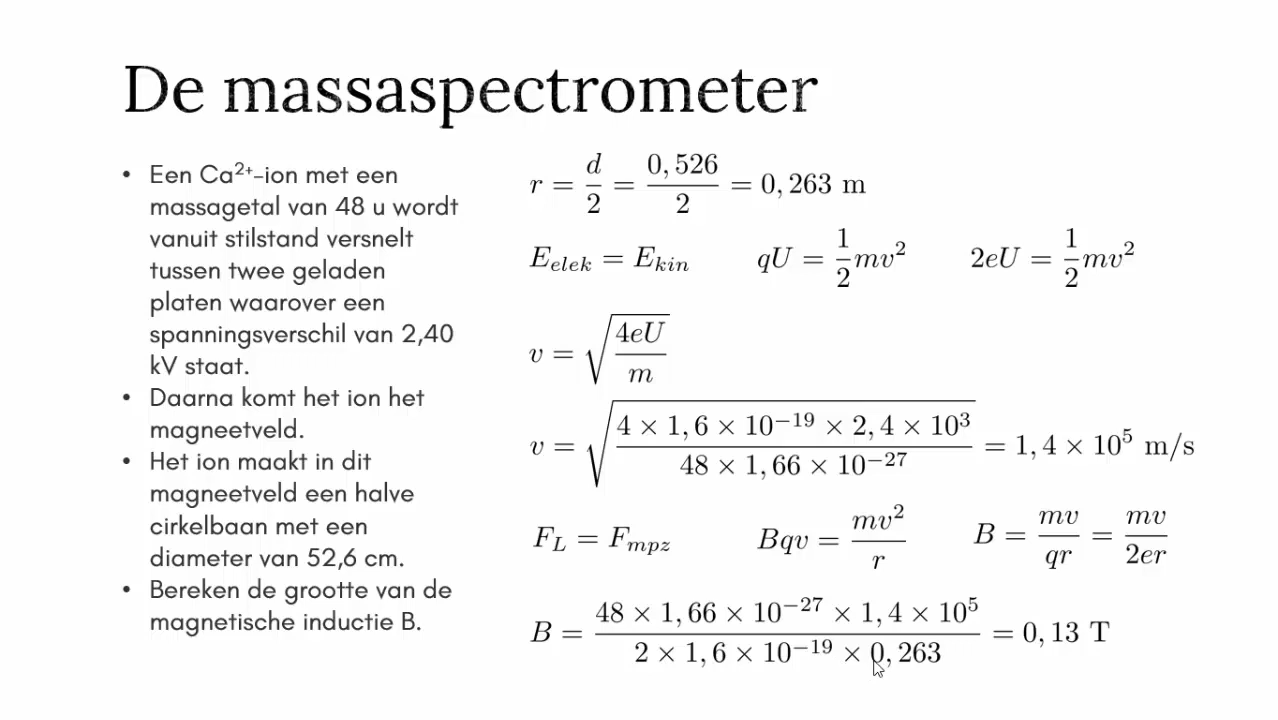 De massaspectrometer
• Een Ca²⁺-ion met een
massagetal van 48 u wordt
vanuit stilstand versnelt
tussen twee geladen
platen waarover een
spanningsverschil van 2,40
kV staat.
• Daarna komt het ion het
magneetveld.
• Het ion maakt in dit
magneetveld een halve
cirkelbaan met een
diameter van 52,6 cm.
• Bereken de grootte van de
magnetische inductie B.
r = d/2 = 0,526/2 = 0,263 m
E_elek = E_kin qU = 1/2 mv² 2eU = 1/2 mv²
v = √(4eU/m)
v = √((4 × 1,6 × 10⁻¹⁹ × 2,4 × 10³)/(48 × 1,66 × 10⁻²⁷)) = 1,4 × 10⁵ m/s
F_L = F_mpz Bqv = mv²/r B = mv/qr = mv/2er
B = (48 × 1,66 × 10⁻²⁷ × 1,4 × 10⁵)/(2 × 1,6 × 10⁻¹⁹ × 0,263) = 0,13 T